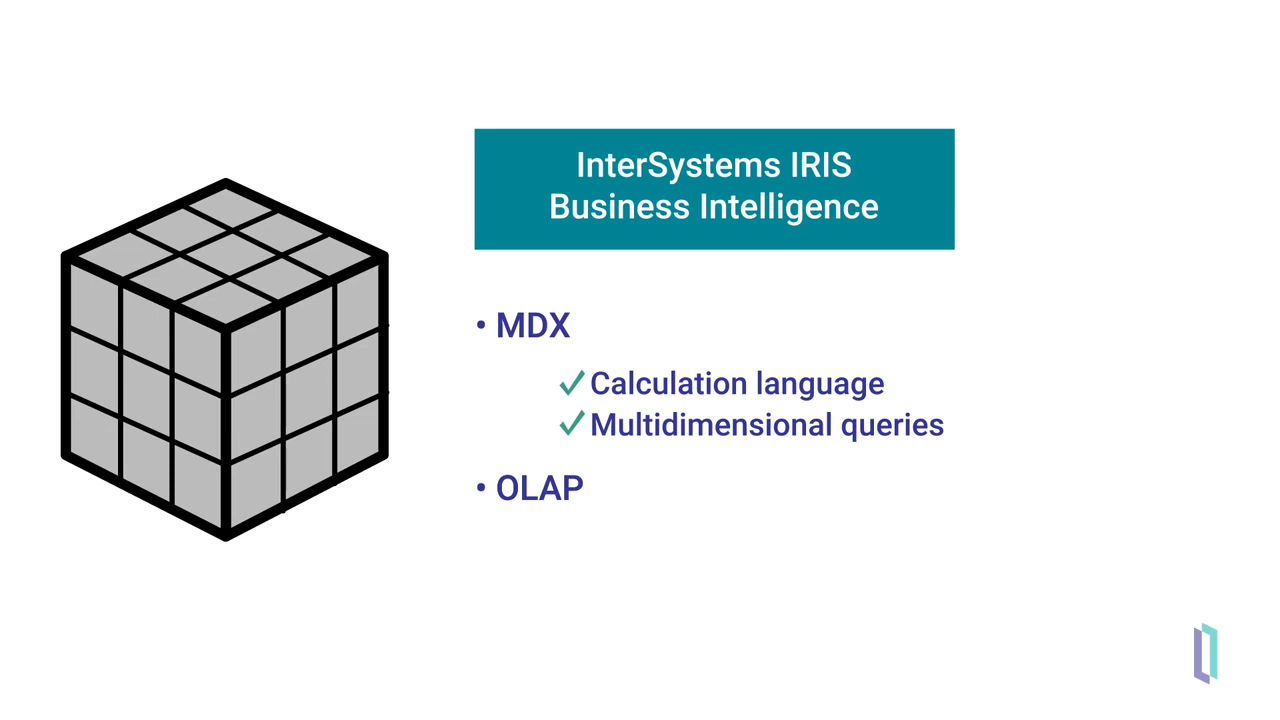 InterSystems IRIS
Business Intelligence
• MDX
✓ Calculation language
✓ Multidimensional queries
• OLAP